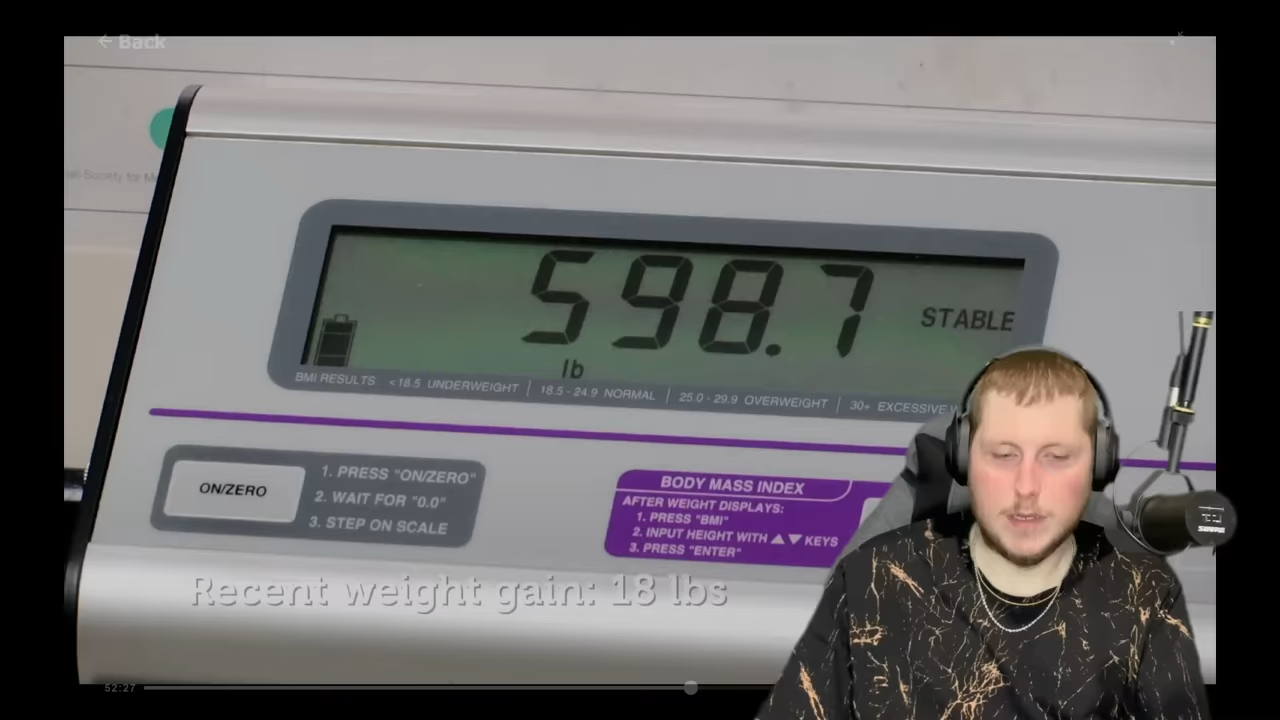 ← Back
598.7
STABLE
lb
BMI RESULTS <18.5 UNDERWEIGHT | 18.5 - 24.9 NORMAL | 25.0 - 29.9 OVERWEIGHT | 30+ EXCESSIVE
ON/ZERO
1. PRESS "ON/ZERO"
2. WAIT FOR "0.0"
3. STEP ON SCALE
BODY MASS INDEX
AFTER WEIGHT DISPLAYS:
1. PRESS "BMI"
2. INPUT HEIGHT WITH ▲▼ KEYS
3. PRESS "ENTER"
Recent weight gain: 18 lbs
SHURE
52:27